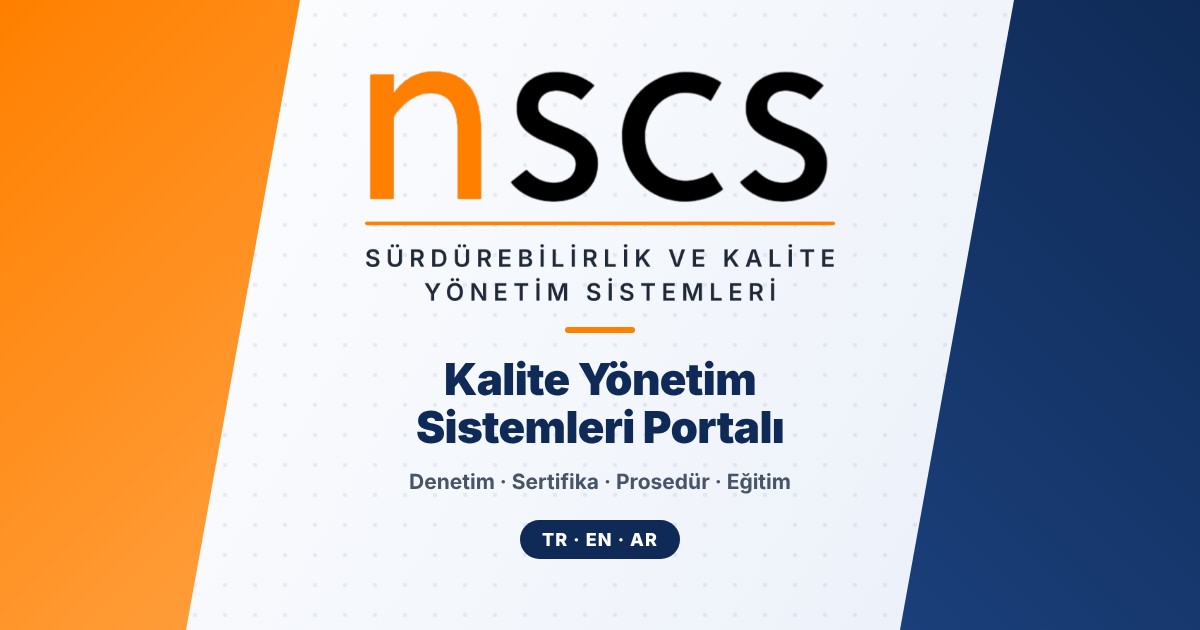 nscs
SÜRDÜREBİLİRLİK VE KALİTE
YÖNETİM SİSTEMLERİ
Kalite Yönetim
Sistemleri Portalı
Denetim · Sertifika · Prosedür · Eğitim
TR · EN · AR